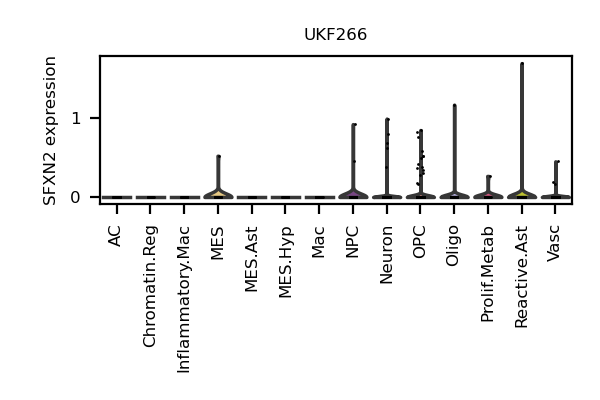 UKF266
SFXN2 expression
1
0
AC
Chromatin.Reg
Inflammatory.Mac
MES
MES.Ast
MES.Hyp
Mac
NPC
Neuron
OPC
Oligo
Prolif.Metab
Reactive.Ast
Vasc